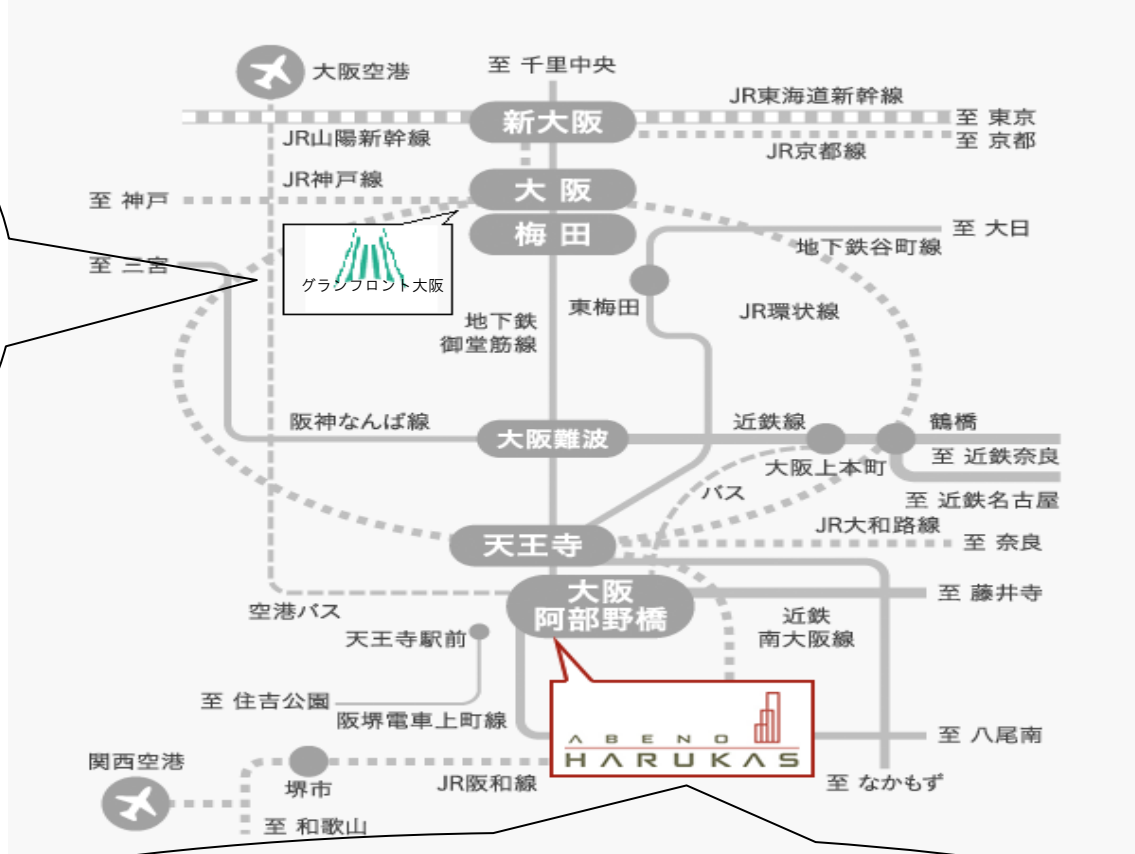 大阪空港
至 千里中央
JR東海道新幹線
新大阪
至 東京
JR山陽新幹線
至 京都
JR京都線
JR神戸線
大 阪
至 神戸
梅 田
至 大日
地下鉄谷町線
至 三宮
グランフロント大阪
東梅田
JR環状線
地下鉄
御堂筋線
阪神なんば線
大阪難波
近鉄線
鶴橋
大阪上本町
至 近鉄奈良
バス
至 近鉄名古屋
JR大和路線
天王寺
至 奈良
大阪
阿部野橋
至 藤井寺
空港バス
近鉄
南大阪線
天王寺駅前
至 住吉公園
阪堺電車上町線
ABENO
HARUKAS
至 八尾南
関西空港
堺市
JR阪和線
至 なかもず
至 和歌山